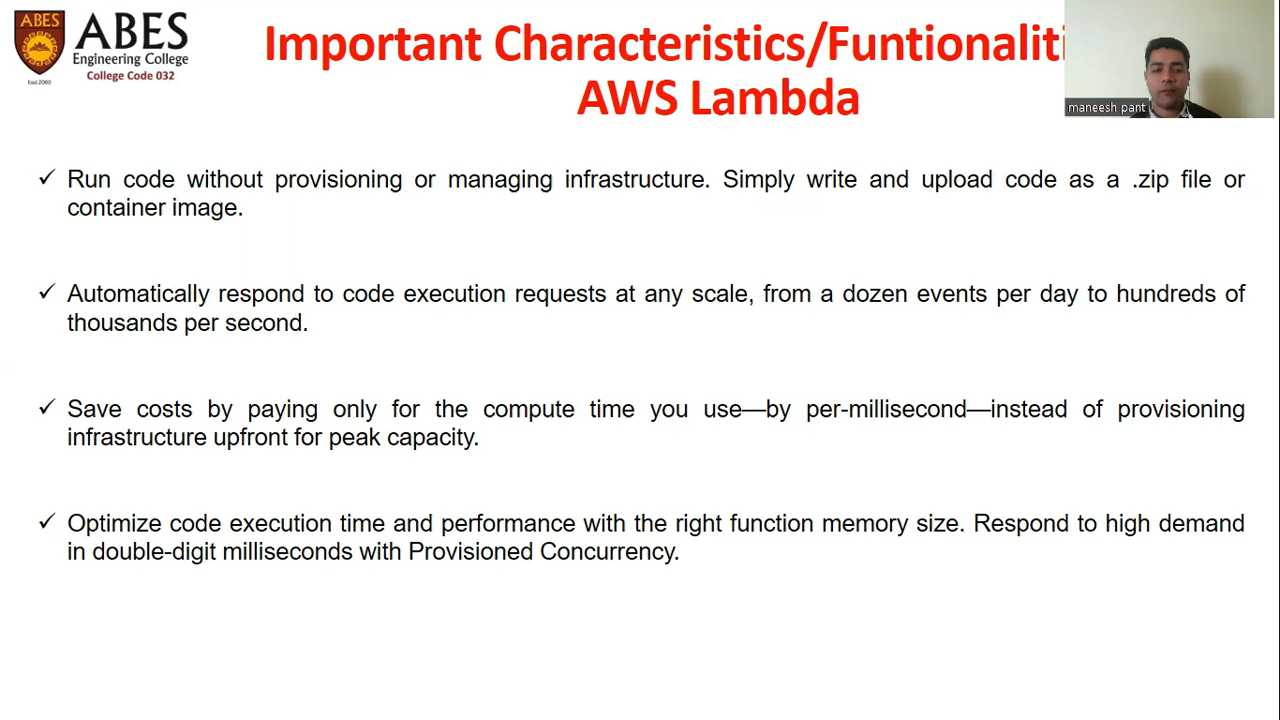 ABES
ABES
Engineering College
College Code 032
Estd.2000
Important Characteristics/Funtionaliti
AWS Lambda
maneesh pant
✓ Run code without provisioning or managing infrastructure. Simply write and upload code as a .zip file or
container image.
✓ Automatically respond to code execution requests at any scale, from a dozen events per day to hundreds of
thousands per second.
✓ Save costs by paying only for the compute time you use—by per-millisecond—instead of provisioning
infrastructure upfront for peak capacity.
✓ Optimize code execution time and performance with the right function memory size. Respond to high demand
in double-digit milliseconds with Provisioned Concurrency.